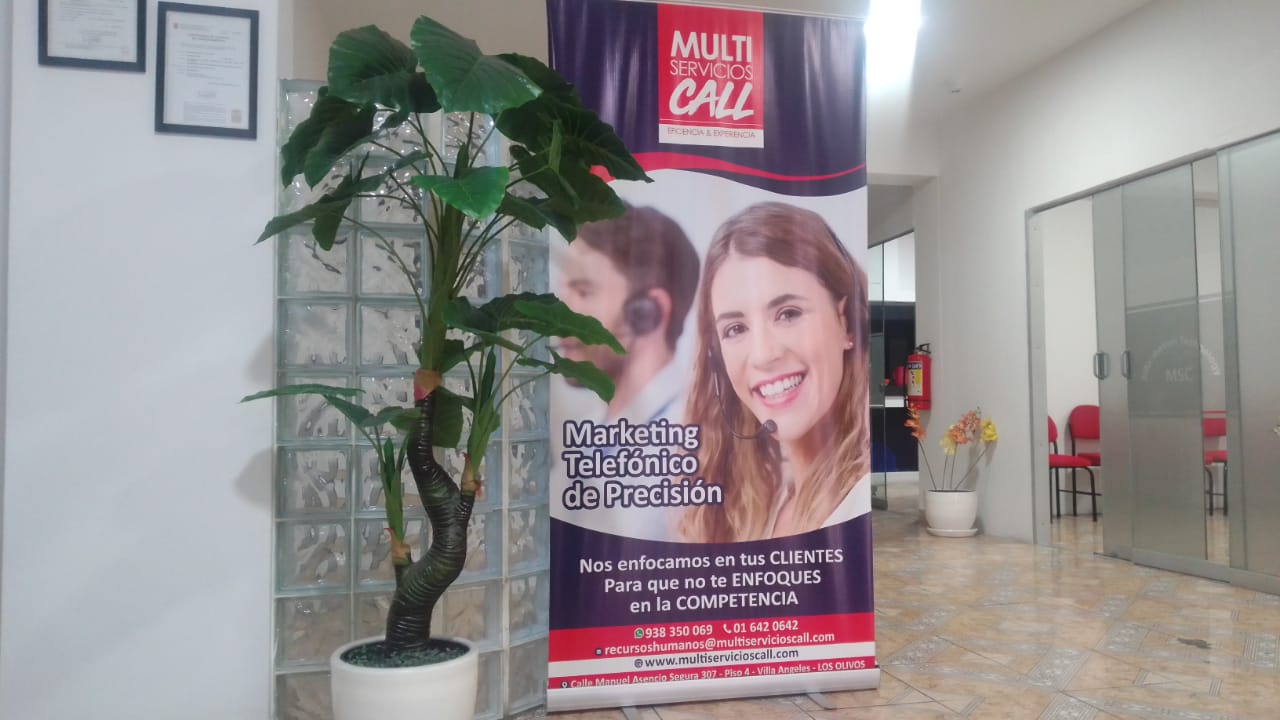 MULTI
SERVICIOS
CALL
EFICIENCIA & EXPERIENCIA
Marketing
Telefónico
de Precisión
Nos enfocamos en tus CLIENTES
Para que no te ENFOQUES
en la COMPETENCIA
938 350 069 01 642 0642
recursoshumanos@multiservicioscall.com
www.multiservicioscall.com
Calle Manuel Asencio Segura 307 - Piso 4 - Villa Angeles - LOS OLIVOS
MSC